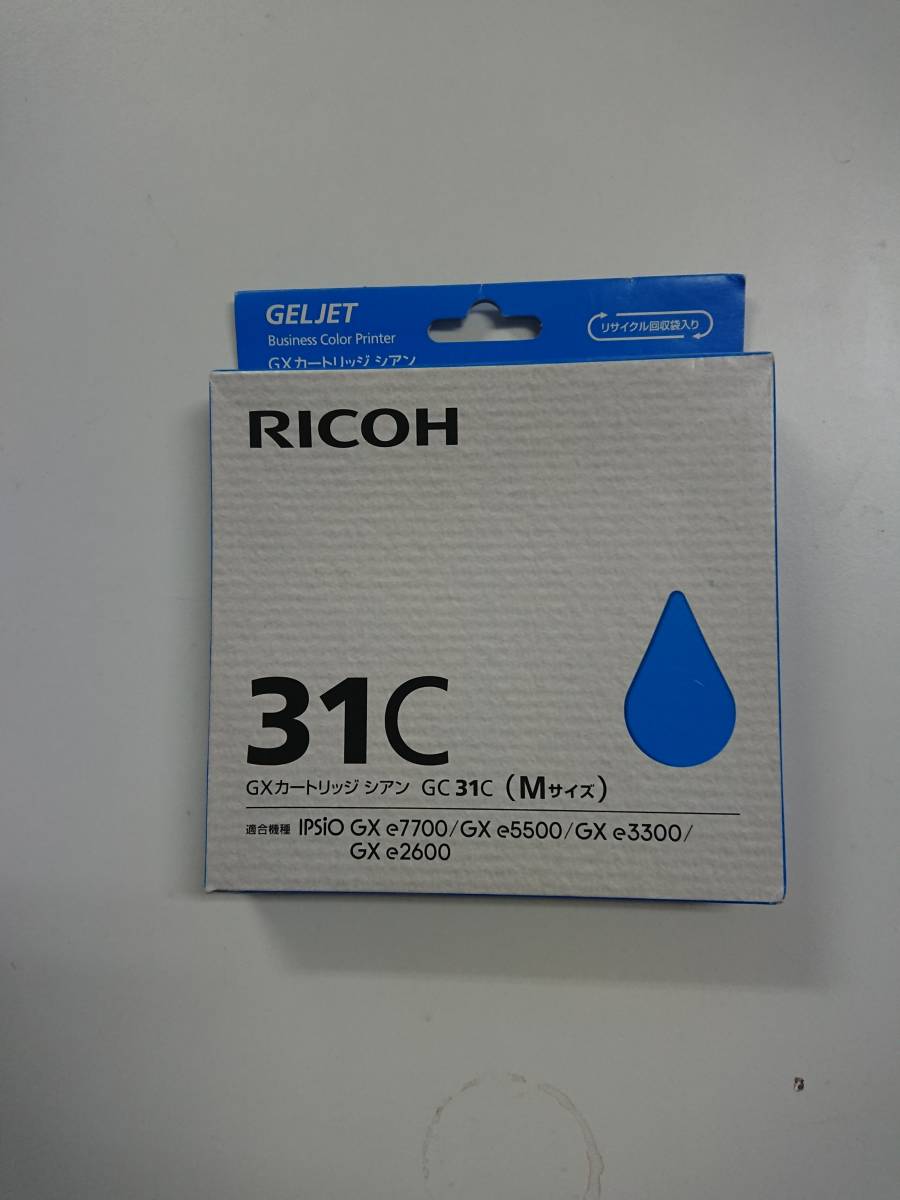 GELJET
Business Color Printer
リサイクル回収袋入り
GXカートリッジ シアン
RICOH
31C
GXカートリッジ シアン GC 31C (Mサイズ)
適合機種 IPSiO GX e7700/GX e5500/GX e3300/
GX e2600